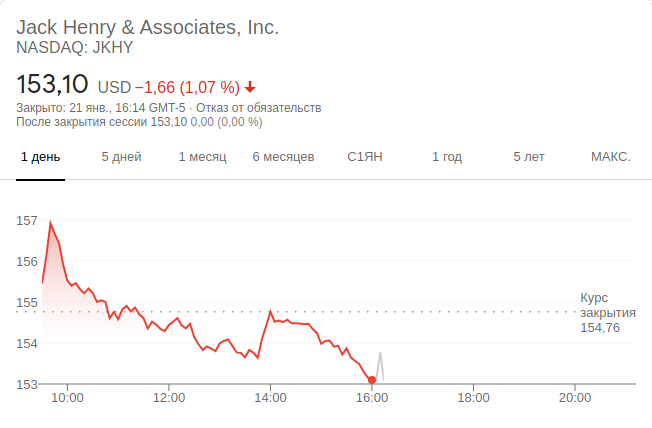 Jack Henry & Associates, Inc.
NASDAQ: JKHY
153,10 USD −1,66 (1,07 %)
Закрыто: 21 янв., 16:14 GMT-5 · Отказ от обязательств
После закрытия сессии 153,10 0,00 (0,00 %)
1 день 5 дней 1 месяц 6 месяцев С1ЯН 1 год 5 лет МАКС.
157
156
155
154
153
Курс
закрытия
154,76
10:00 12:00 14:00 16:00 18:00 20:00